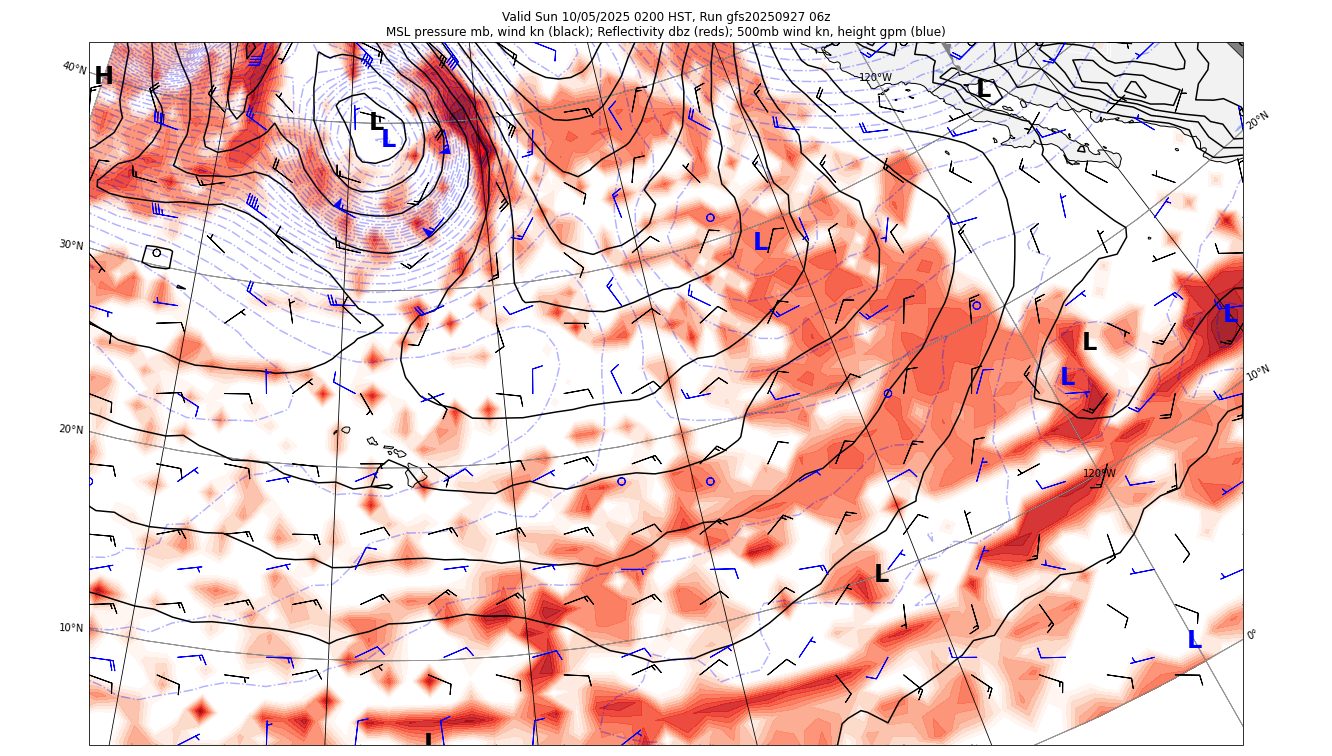 Valid Sun 10/05/2025 0200 HST, Run gfs20250927 06z
MSL pressure mb, wind kn (black); Reflectivity dbz (reds); 500mb wind kn, height gpm (blue)
40°N
H
120°W
L
20°N
L
L
30°N
L
L
L
L
10°N
20°N
120°W
L
10°N
0°
L
L